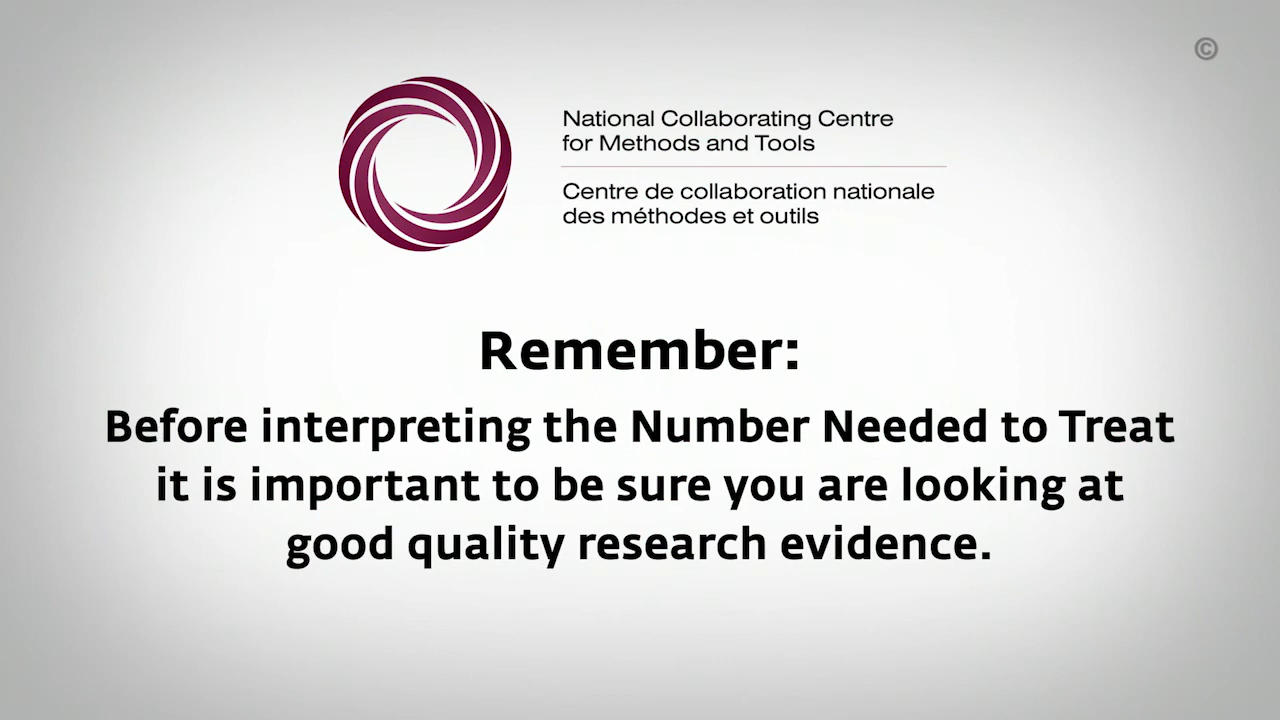 ©
National Collaborating Centre
for Methods and Tools
Centre de collaboration nationale
des méthodes et outils
Remember:
Before interpreting the Number Needed to Treat
it is important to be sure you are looking at
good quality research evidence.